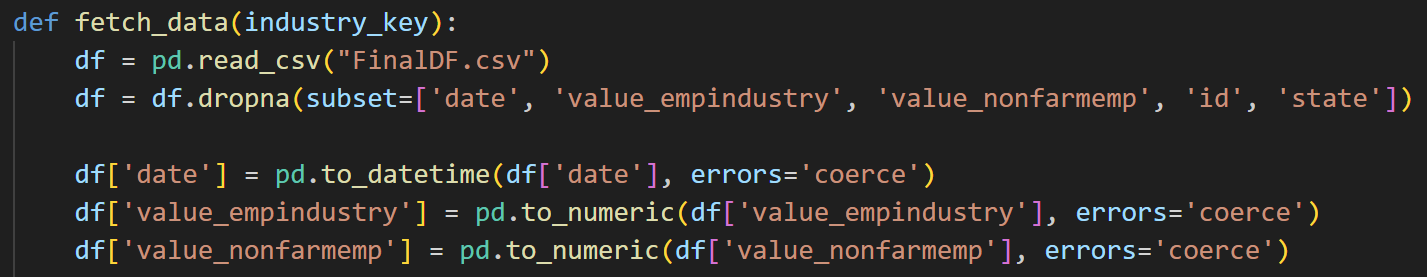 def fetch_data(industry_key):
    df = pd.read_csv("FinalDF.csv")
    df = df.dropna(subset=['date', 'value_empindustry', 'value_nonfarmemp', 'id', 'state'])
    df['date'] = pd.to_datetime(df['date'], errors='coerce')
    df['value_empindustry'] = pd.to_numeric(df['value_empindustry'], errors='coerce')
    df['value_nonfarmemp'] = pd.to_numeric(df['value_nonfarmemp'], errors='coerce')